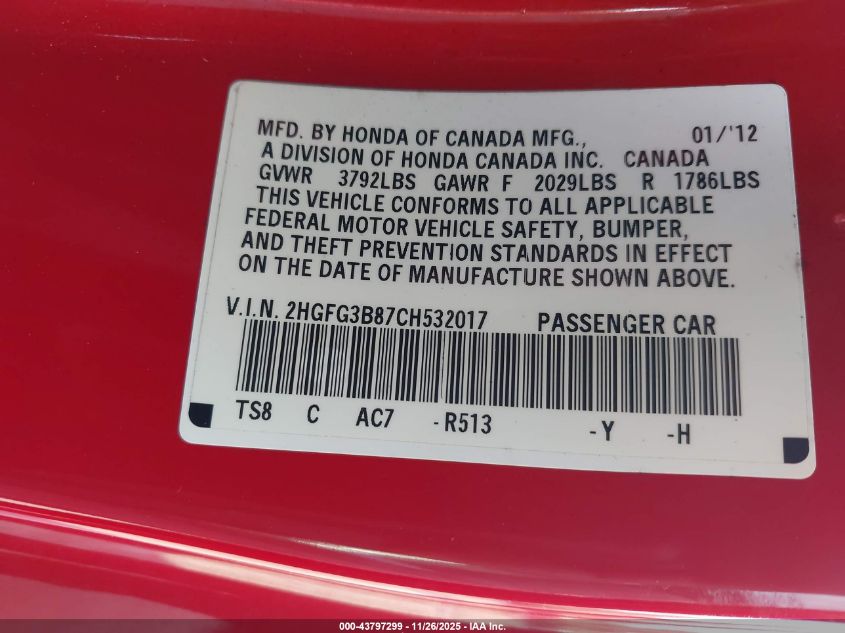 MFD. BY HONDA OF CANADA MFG., 01/'12
A DIVISION OF HONDA CANADA INC. CANADA
GVWR 3792LBS GAWR F 2029LBS R 1786LBS
THIS VEHICLE CONFORMS TO ALL APPLICABLE
FEDERAL MOTOR VEHICLE SAFETY, BUMPER,
AND THEFT PREVENTION STANDARDS IN EFFECT
ON THE DATE OF MANUFACTURE SHOWN ABOVE.
V.I.N. 2HGFG3B87CH532017 PASSENGER CAR
TS8 C AC7 -R513 -Y -H
000-43797299 - 11/26/2025 - IAA Inc.